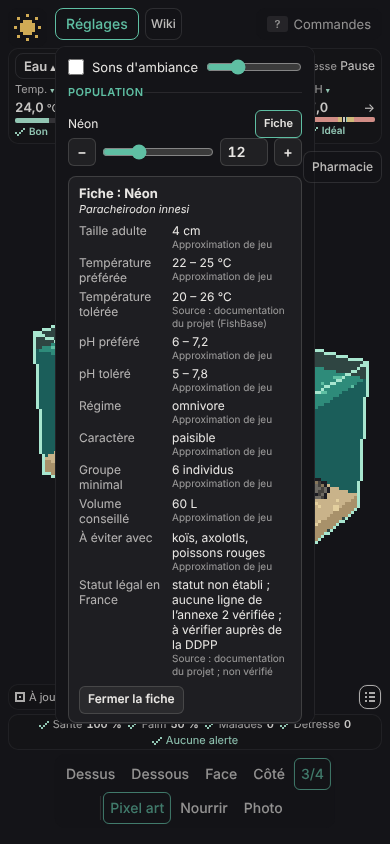 Réglages Wiki ? Commandes
Sons d'ambiance
Eau
esse Pause
POPULATION
Temp.
24,0 °C
Bon
Idéal
Néon
Fiche
− 12 +
Pharmacie
Fiche : Néon
Paracheirodon innesi
Taille adulte 4 cm
Approximation de jeu
Température 22 – 25 °C
préférée Approximation de jeu
Température 20 – 26 °C
tolérée Source : documentation
du projet (FishBase)
pH préféré 6 – 7,2
Approximation de jeu
pH toléré 5 – 7,8
Approximation de jeu
Régime omnivore
Approximation de jeu
Caractère paisible
Approximation de jeu
Groupe 6 individus
minimal Approximation de jeu
Volume 60 L
conseillé Approximation de jeu
À éviter avec koïs, axolotls,
poissons rouges
Approximation de jeu
Statut légal en statut non établi ;
France aucune ligne de
l'annexe 2 vérifiée ;
à vérifier auprès de
la DDPP
Source : documentation
du projet ; non vérifié
Fermer la fiche
À jou
Santé 100 % Faim 50 % Malades 0 Détresse 0
Aucune alerte
Dessus Dessous Face Côté 3/4
Pixel art Nourrir Photo